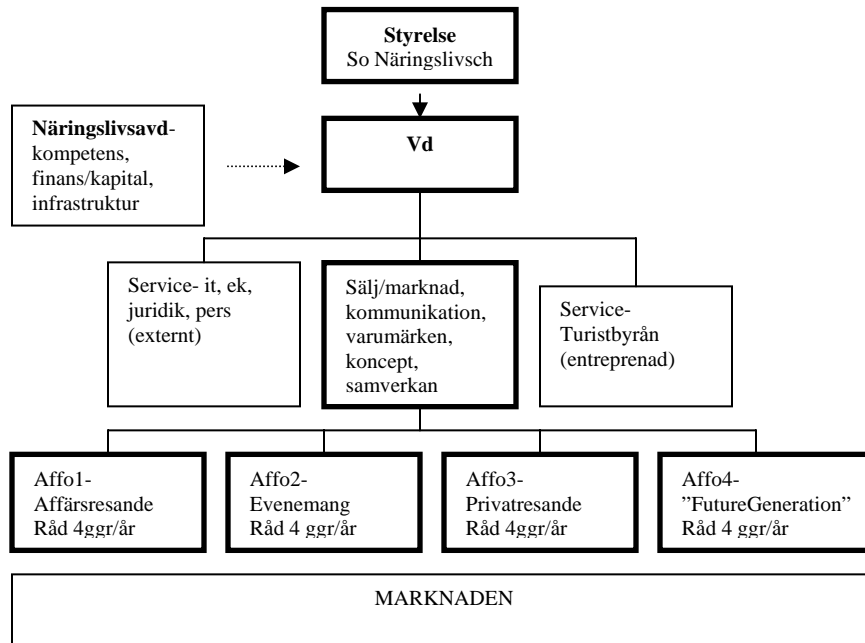 Styrelse
So Näringslivsch
Näringslivsavd-
kompetens,
finans/kapital,
infrastruktur
Vd
Service- it, ek,
juridik, pers
(externt)
Sälj/marknad,
kommunikation,
varumärken,
koncept,
samverkan
Service-
Turistbyrån
(entreprenad)
Affo1-
Affärsresande
Råd 4ggr/år
Affo2-
Evenemang
Råd 4 ggr/år
Affo3-
Privatresande
Råd 4ggr/år
Affo4-
”FutureGeneration”
Råd 4 ggr/år
MARKNADEN